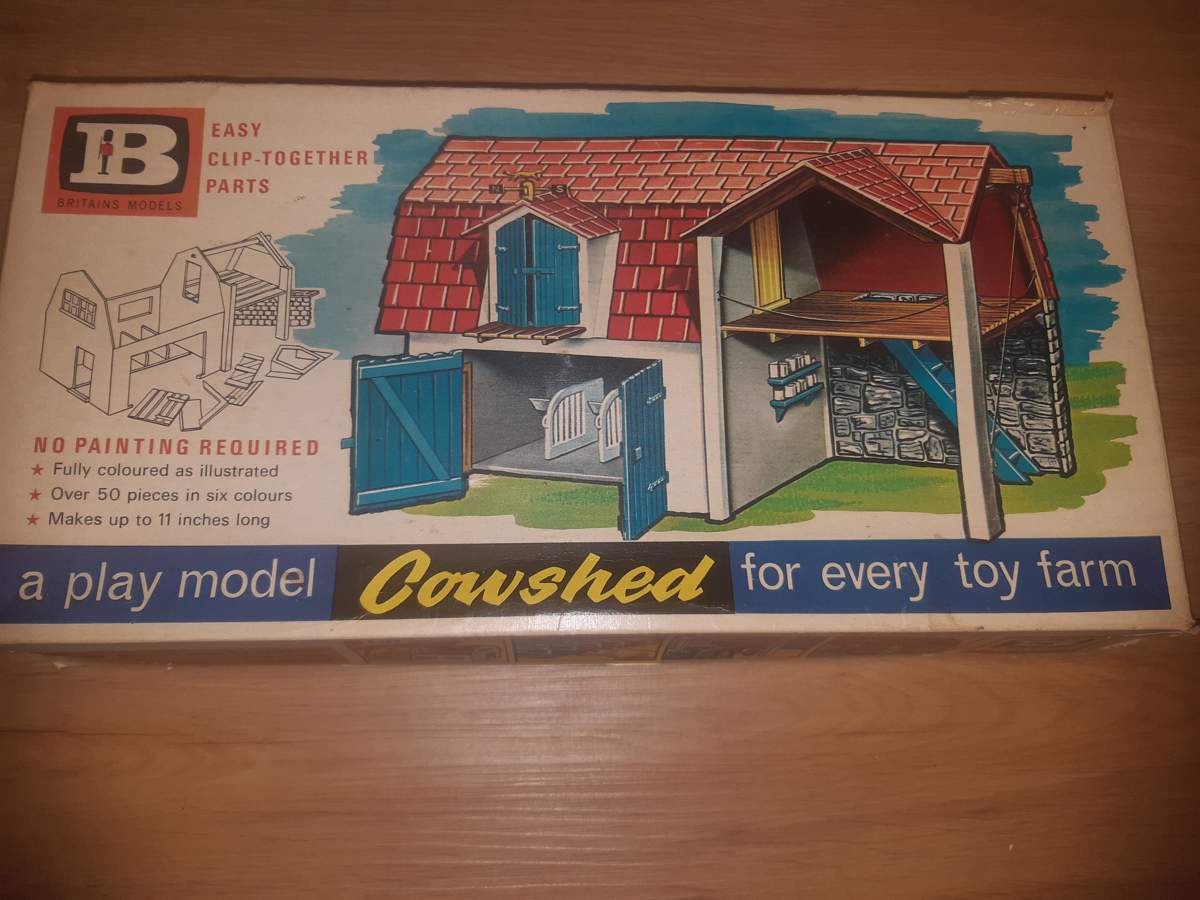 B
BRITAINS MODELS
EASY
CLIP-TOGETHER
PARTS
N S
NO PAINTING REQUIRED
★ Fully coloured as illustrated
★ Over 50 pieces in six colours
★ Makes up to 11 inches long
a play model Cowshed for every toy farm